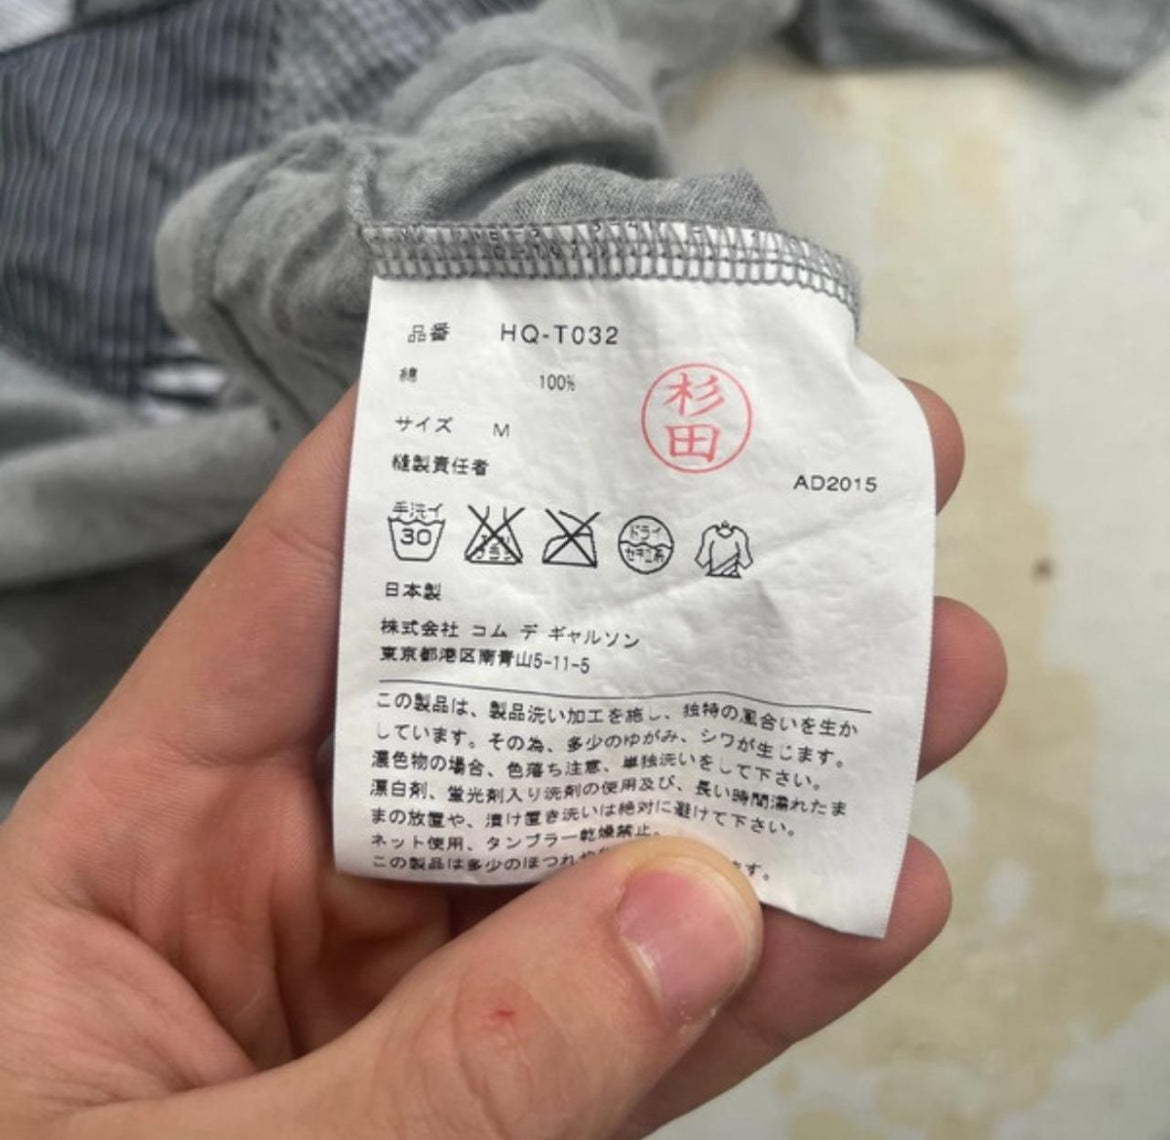 品番 HQ-T032
綿 100%
サイズ M
縫製責任者
杉田
AD2015
手洗イ
30
ドライ
セキユ系
日本製
株式会社 コム デ ギャルソン
東京都港区南青山5-11-5
この製品は、製品洗い加工を施し、独特の風合いを生か
しています。その為、多少のゆがみ、シワが生じます。
濃色物の場合、色落ち注意、単独洗いをして下さい。
漂白剤、蛍光剤入り洗剤の使用及び、長い時間濡れたま
まの放置や、漬け置き洗いは絶対に避けて下さい。
ネット使用、タンブラー乾燥禁止。
この製品は多少のほつれや
す。